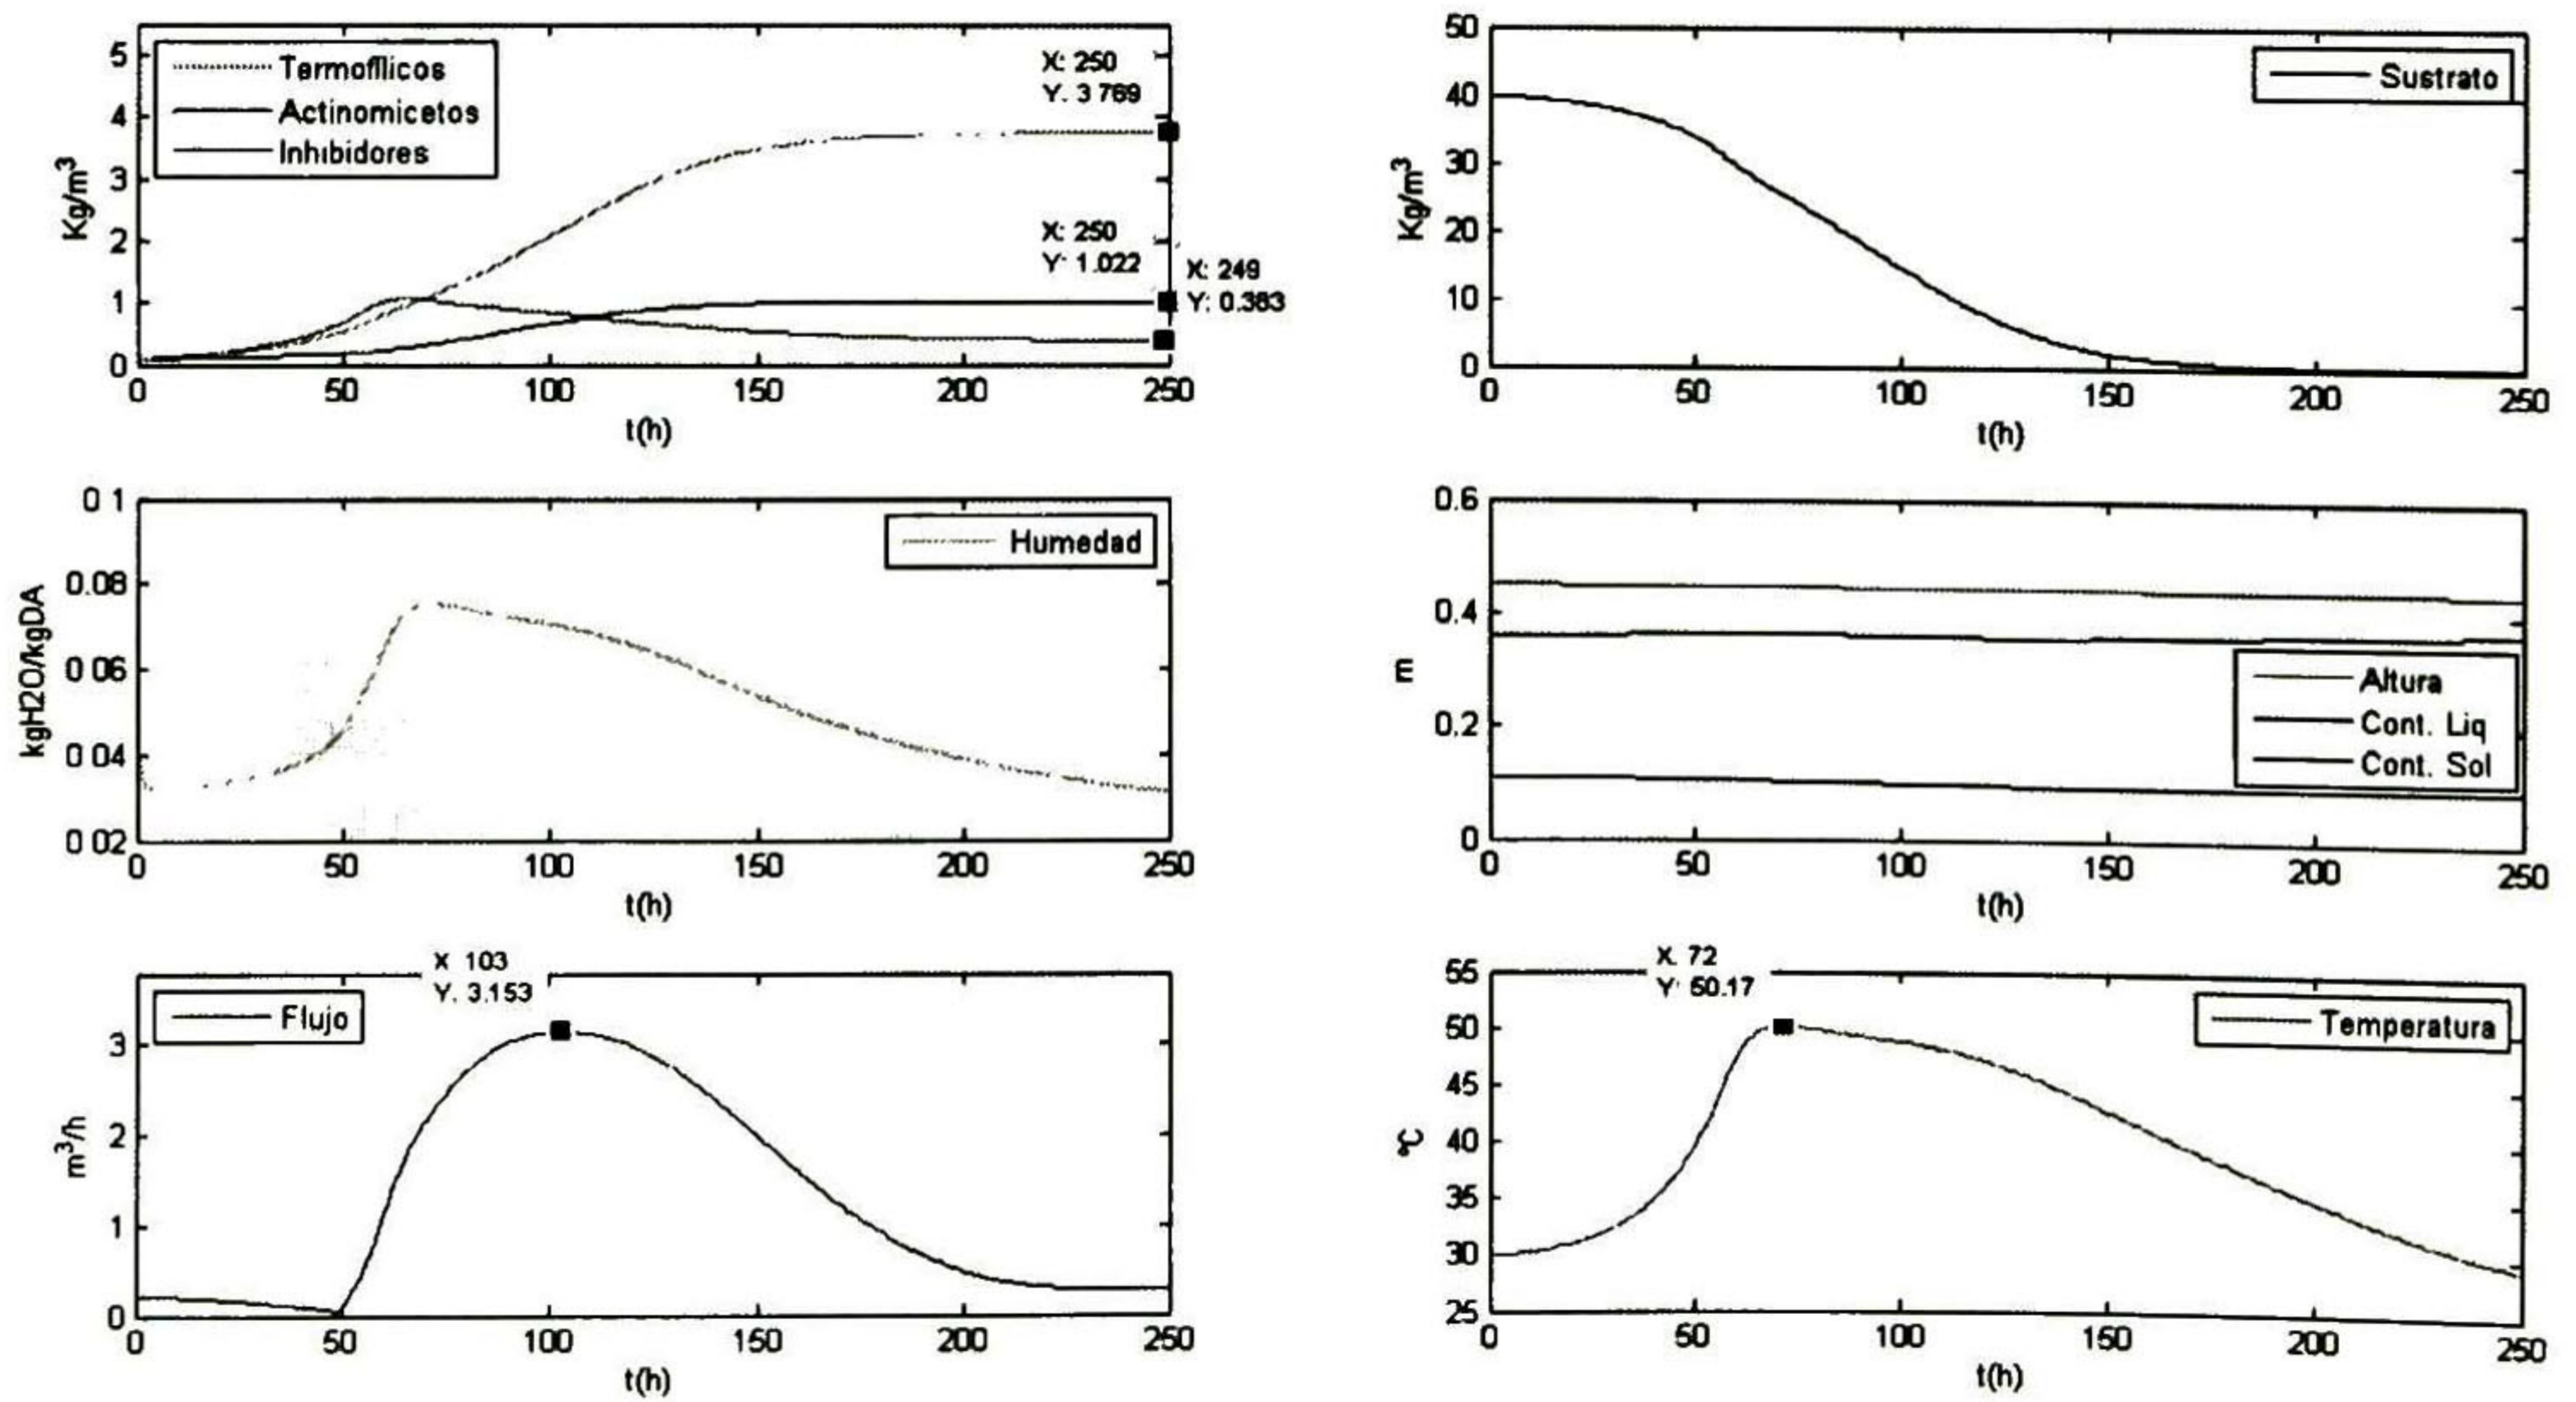 5
4
3
2
1
0
Kg/m³
Termofílicos
Actinomicetos
Inhibidores
X: 250
Y. 3 769
X: 250
Y: 1.022
X: 249
Y: 0.383
0 50 100 150 200 250
t(h)
50
40
30
20
10
0
Kg/m³
Sustrato
0 50 100 150 200 250
t(h)
0 1
0.08
0 06
0 04
0 02
kgH2O/kgDA
Humedad
0 50 100 150 200 250
t(h)
0.6
0.4
0.2
0
m
Altura
Cont. Liq
Cont. Sol
0 50 100 150 200 250
t(h)
X 103
Y. 3.153
Flujo
3
2
1
0
m³/h
0 50 100 150 200 250
t(h)
X. 72
Y: 50.17
55
50
45
40
35
30
25
°C
Temperatura
0 50 100 150 200 250
t(h)